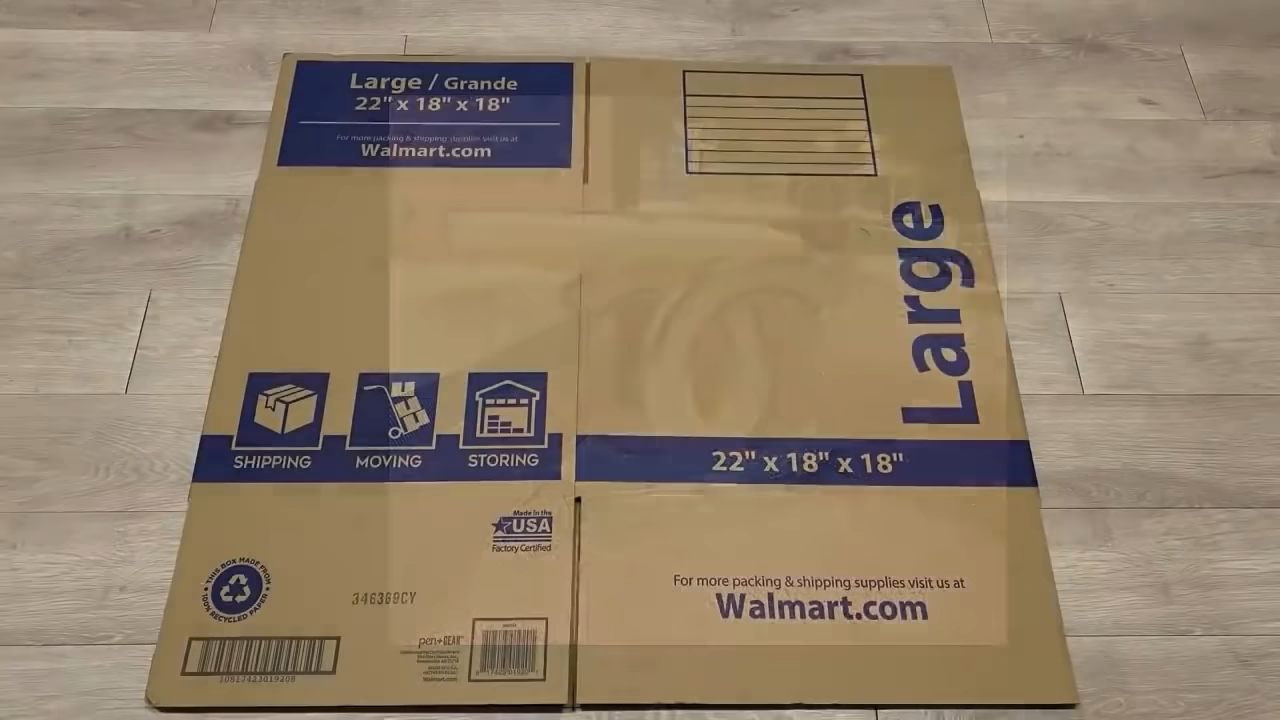 Large / Grande
22" x 18" x 18"
For more packing & shipping supplies visit us at
Walmart.com
Large
SHIPPING
MOVING
STORING
22" x 18" x 18"
Made in the
USA
Factory Certified
THIS BOX MADE FROM
100% RECYCLED PAPER
346369CY
For more packing & shipping supplies visit us at
Walmart.com
pen+GEAR
Walmart.com